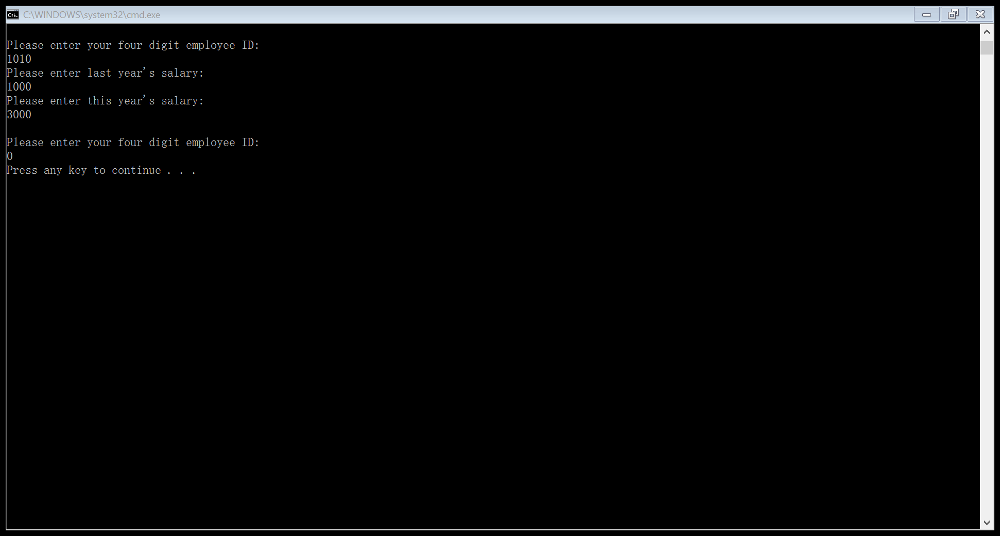 C:\WINDOWS\system32\cmd.exe
Please enter your four digit employee ID:
1010
Please enter last year's salary:
1000
Please enter this year's salary:
3000
Please enter your four digit employee ID:
0
Press any key to continue . . .